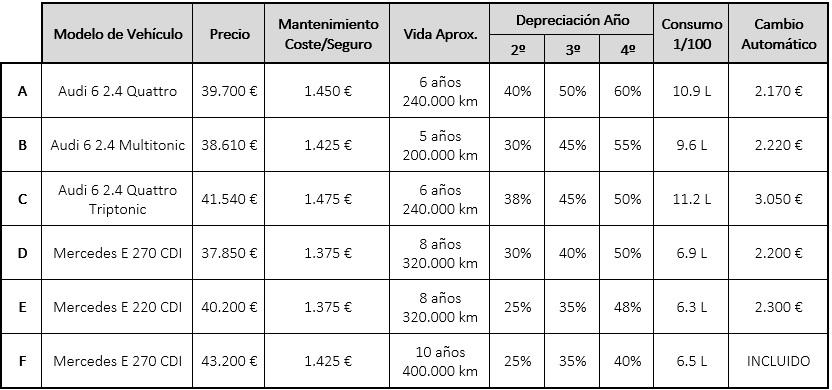 Modelo de Vehículo Precio Mantenimiento Coste/Seguro Vida Aprox. Depreciación Año Consumo 1/100 Cambio Automático
2º 3º 4º
A Audi 6 2.4 Quattro 39.700 € 1.450 € 6 años 240.000 km 40% 50% 60% 10.9 L 2.170 €
B Audi 6 2.4 Multitonic 38.610 € 1.425 € 5 años 200.000 km 30% 45% 55% 9.6 L 2.220 €
C Audi 6 2.4 Quattro Triptonic 41.540 € 1.475 € 6 años 240.000 km 38% 45% 50% 11.2 L 3.050 €
D Mercedes E 270 CDI 37.850 € 1.375 € 8 años 320.000 km 30% 40% 50% 6.9 L 2.200 €
E Mercedes E 220 CDI 40.200 € 1.375 € 8 años 320.000 km 25% 35% 48% 6.3 L 2.300 €
F Mercedes E 270 CDI 43.200 € 1.425 € 10 años 400.000 km 25% 35% 40% 6.5 L INCLUIDO